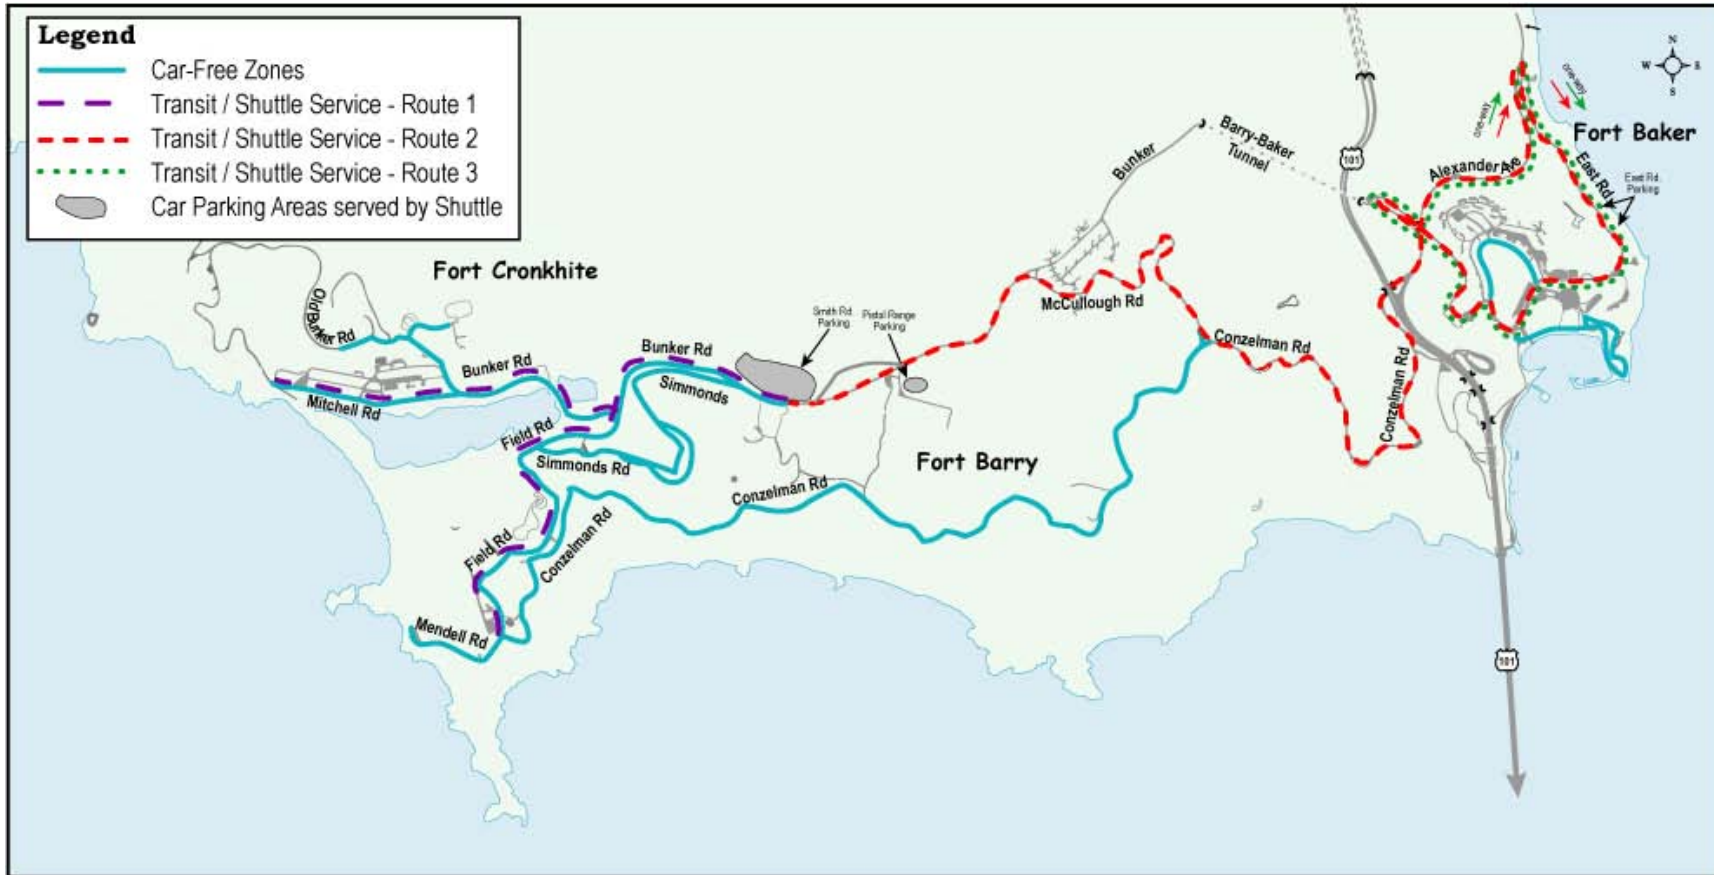 Legend
Car-Free Zones
Transit / Shuttle Service - Route 1
Transit / Shuttle Service - Route 2
Transit / Shuttle Service - Route 3
Car Parking Areas served by Shuttle
N
W
E
S
one-way
one-way
Fort Baker
Barry-Baker
Tunnel
Bunker
101
Alexander Ave
East Rd
East Rd.
Parking
Fort Cronkhite
Old Bunker Rd
McCullough Rd
Smith Rd
Parking
Pistol Range
Parking
Bunker Rd
Bunker Rd
Simmonds
Conzelman Rd
Conzelman Rd
Mitchell Rd
Field Rd
Simmonds Rd
Fort Barry
Conzelman Rd
Field Rd
Conzelman Rd
Mendell Rd
101